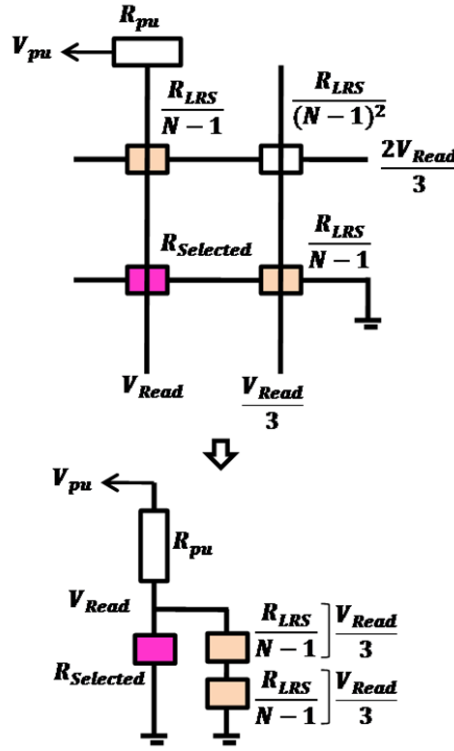 R_pu
V_pu
R_LRS/(N − 1)
R_LRS/(N − 1)²
2V_Read/3
R_Selected
R_LRS/(N − 1)
V_Read
V_Read/3
V_pu
R_pu
V_Read
R_LRS/(N − 1) ] V_Read/3
R_Selected
R_LRS/(N − 1) ] V_Read/3